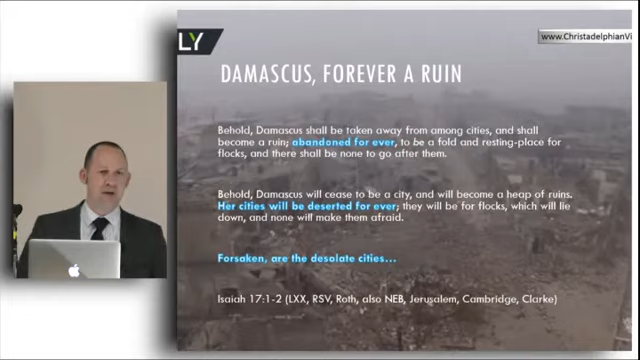 LY
www.ChristadelphianVi
DAMASCUS, FOREVER A RUIN
Behold, Damascus shall be taken away from among cities, and shall
become a ruin; abandoned for ever, to be a fold and resting-place for
flocks, and there shall be none to go after them.
Behold, Damascus will cease to be a city, and will become a heap of ruins.
Her cities will be deserted for ever; they will be for flocks, which will lie
down, and none will make them afraid.
Forsaken, are the desolate cities...
Isaiah 17:1-2 (LXX, RSV, Roth, also NEB, Jerusalem, Cambridge, Clarke)